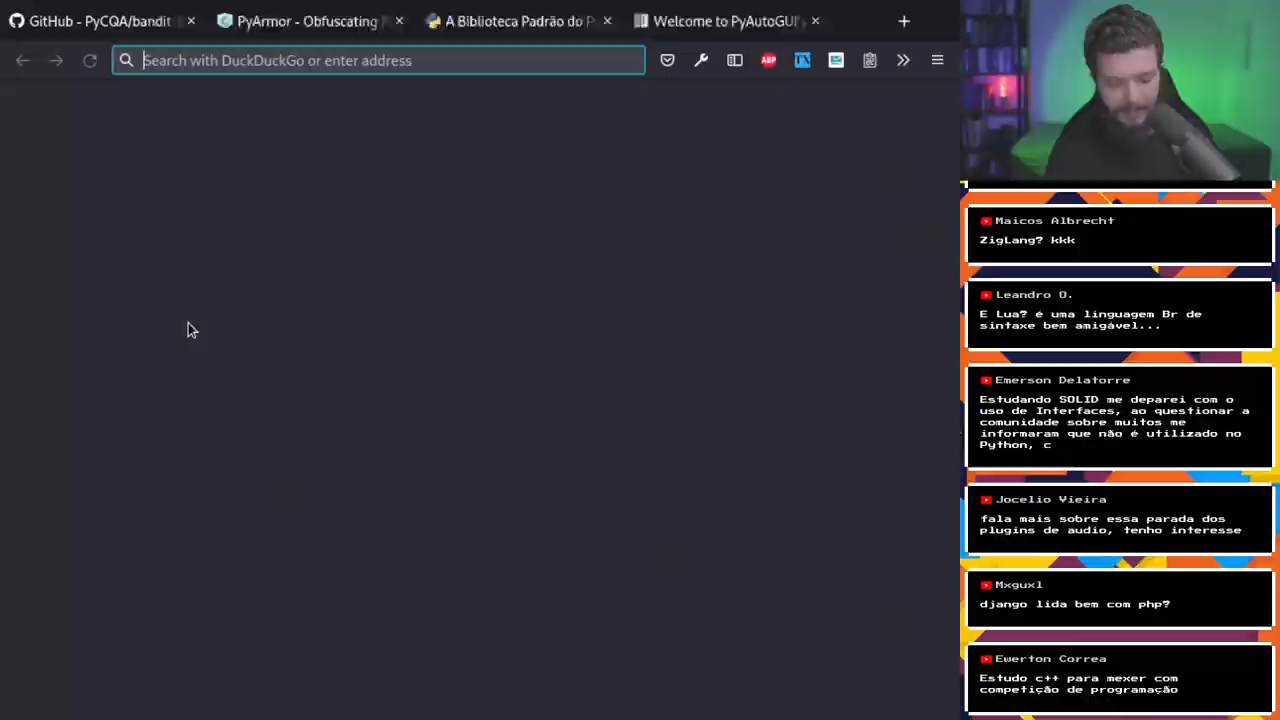 GitHub - PyCQA/bandit
PyArmor - Obfuscating
A Biblioteca Padrão do P
Welcome to PyAutoGUI'
Search with DuckDuckGo or enter address
ABP
Maicos Albrecht
ZigLang? kkk
Leandro O.
E Lua? é uma linguagem Br de
sintaxe bem amigável...
Emerson Delatorre
Estudando SOLID me deparei com o
uso de Interfaces, ao questionar a
comunidade sobre muitos me
informaram que não é utilizado no
Python, c
Jocelio Vieira
fala mais sobre essa parada dos
plugins de audio, tenho interesse
Mxguxl
django lida bem com php?
Ewerton Correa
Estudo c++ para mexer com
competição de programação